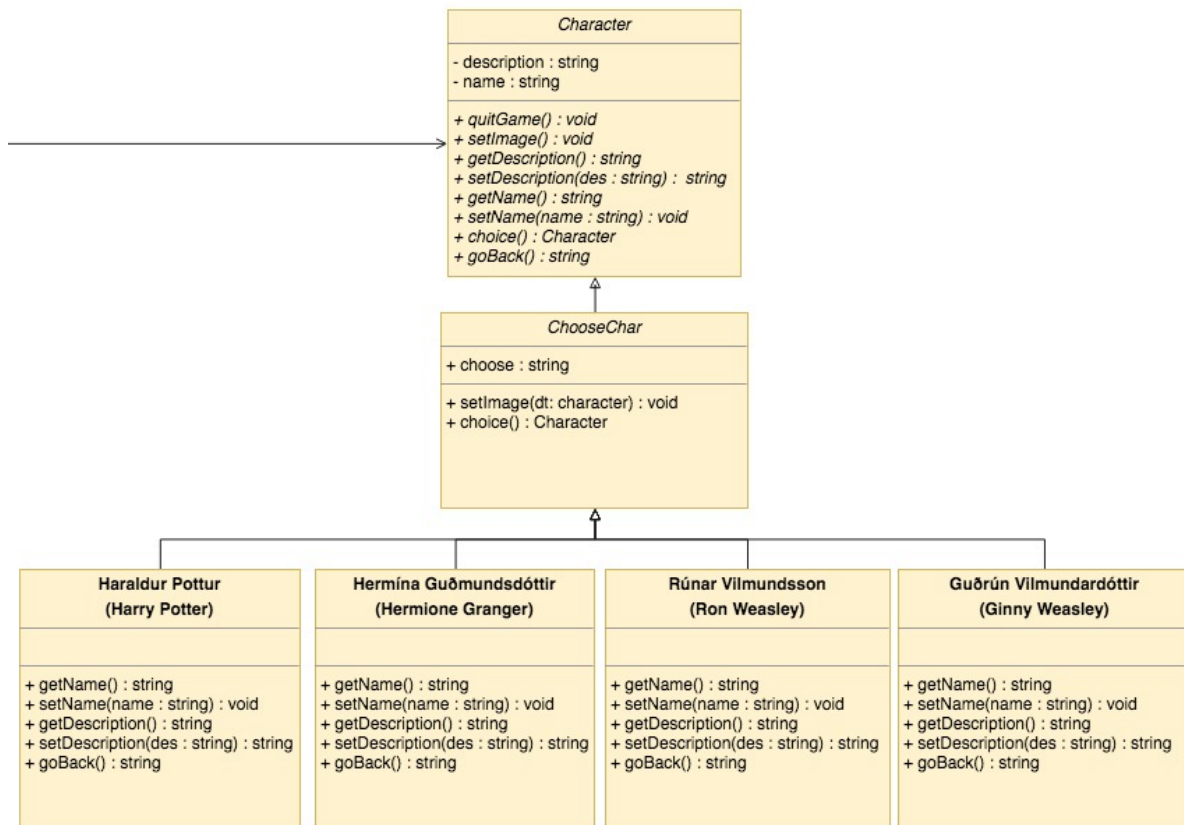 Character
- description : string
- name : string
+ quitGame() : void
+ setImage() : void
+ getDescription() : string
+ setDescription(des : string) : string
+ getName() : string
+ setName(name : string) : void
+ choice() : Character
+ goBack() : string
ChooseChar
+ choose : string
+ setImage(dt: character) : void
+ choice() : Character
Haraldur Pottur
(Harry Potter)
+ getName() : string
+ setName(name : string) : void
+ getDescription() : string
+ setDescription(des : string) : string
+ goBack() : string
Hermína Guðmundsdóttir
(Hermione Granger)
+ getName() : string
+ setName(name : string) : void
+ getDescription() : string
+ setDescription(des : string) : string
+ goBack() : string
Rúnar Vilmundsson
(Ron Weasley)
+ getName() : string
+ setName(name : string) : void
+ getDescription() : string
+ setDescription(des : string) : string
+ goBack() : string
Guðrún Vilmundardóttir
(Ginny Weasley)
+ getName() : string
+ setName(name : string) : void
+ getDescription() : string
+ setDescription(des : string) : string
+ goBack() : string